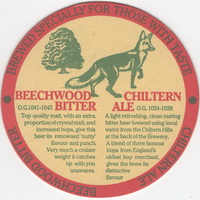 BREWED SPECIALLY FOR THOSE WITH TASTE
BEECHWOOD
BITTER
O.G. 1041-1045
Top quality malt, with an extra
proportion of crystal malt, and
increased hops, give this
beer its renowned 'nutty'
flavour and punch.
Very much a cruiser
weight it catches
up with you
unawares.
CHILTERN
ALE
O.G. 1034-1038
A light refreshing, clean-tasting
bitter beer brewed using local
water from the Chiltern Hills
at the back of the Brewery.
A blend of three famous
hops from England's
oldest hop merchant,
gives the beer its
distinctive
flavour.
BEECHWOOD BITTER
CHILTERN ALE